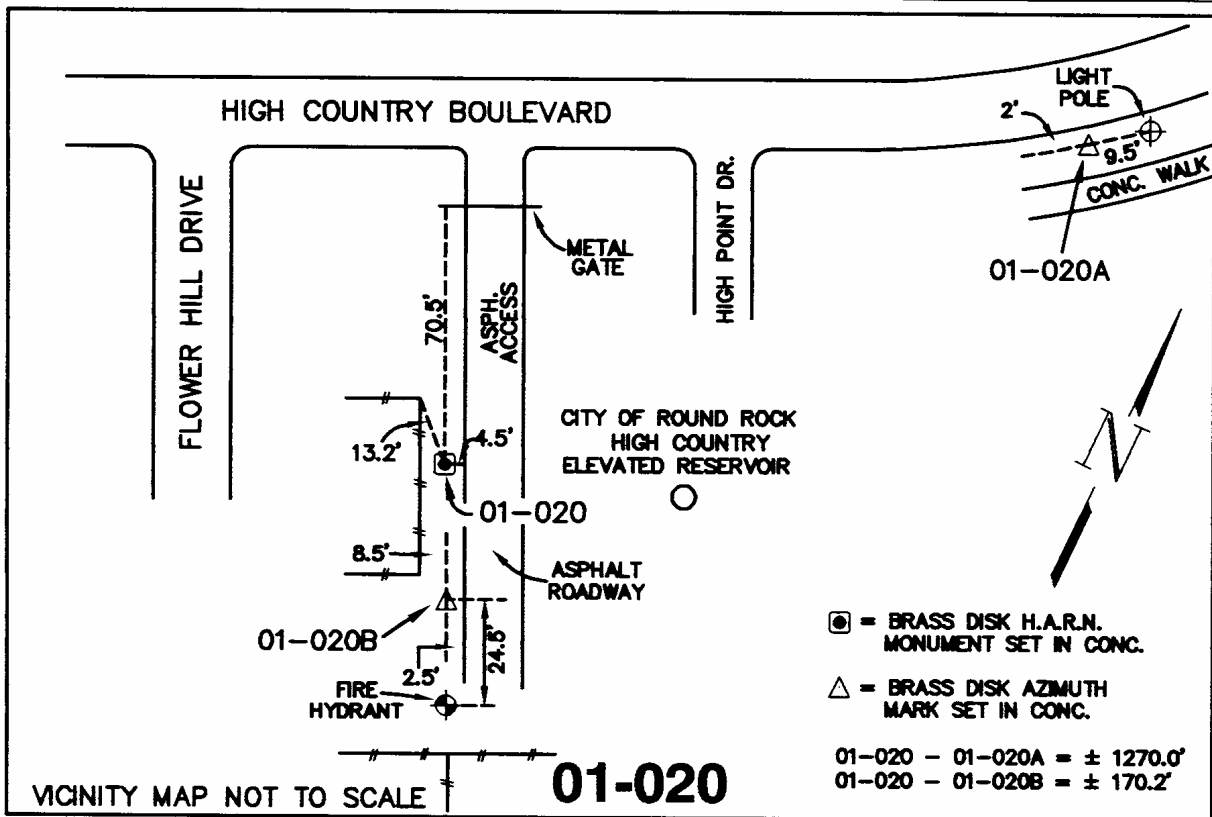 HIGH COUNTRY BOULEVARD
LIGHT
POLE
2'
9.5'
CONC. WALK
01-020A
FLOWER HILL DRIVE
METAL
GATE
HIGH POINT DR.
70.5'
ASPH.
ACCESS
13.2'
4.5'
CITY OF ROUND ROCK
HIGH COUNTRY
ELEVATED RESERVOIR
01-020
N
8.5'
ASPHALT
ROADWAY
01-020B
24.5'
2.5'
FIRE
HYDRANT
= BRASS DISK H.A.R.N.
MONUMENT SET IN CONC.
= BRASS DISK AZIMUTH
MARK SET IN CONC.
01-020 - 01-020A = ± 1270.0'
01-020 - 01-020B = ± 170.2'
VICINITY MAP NOT TO SCALE
01-020